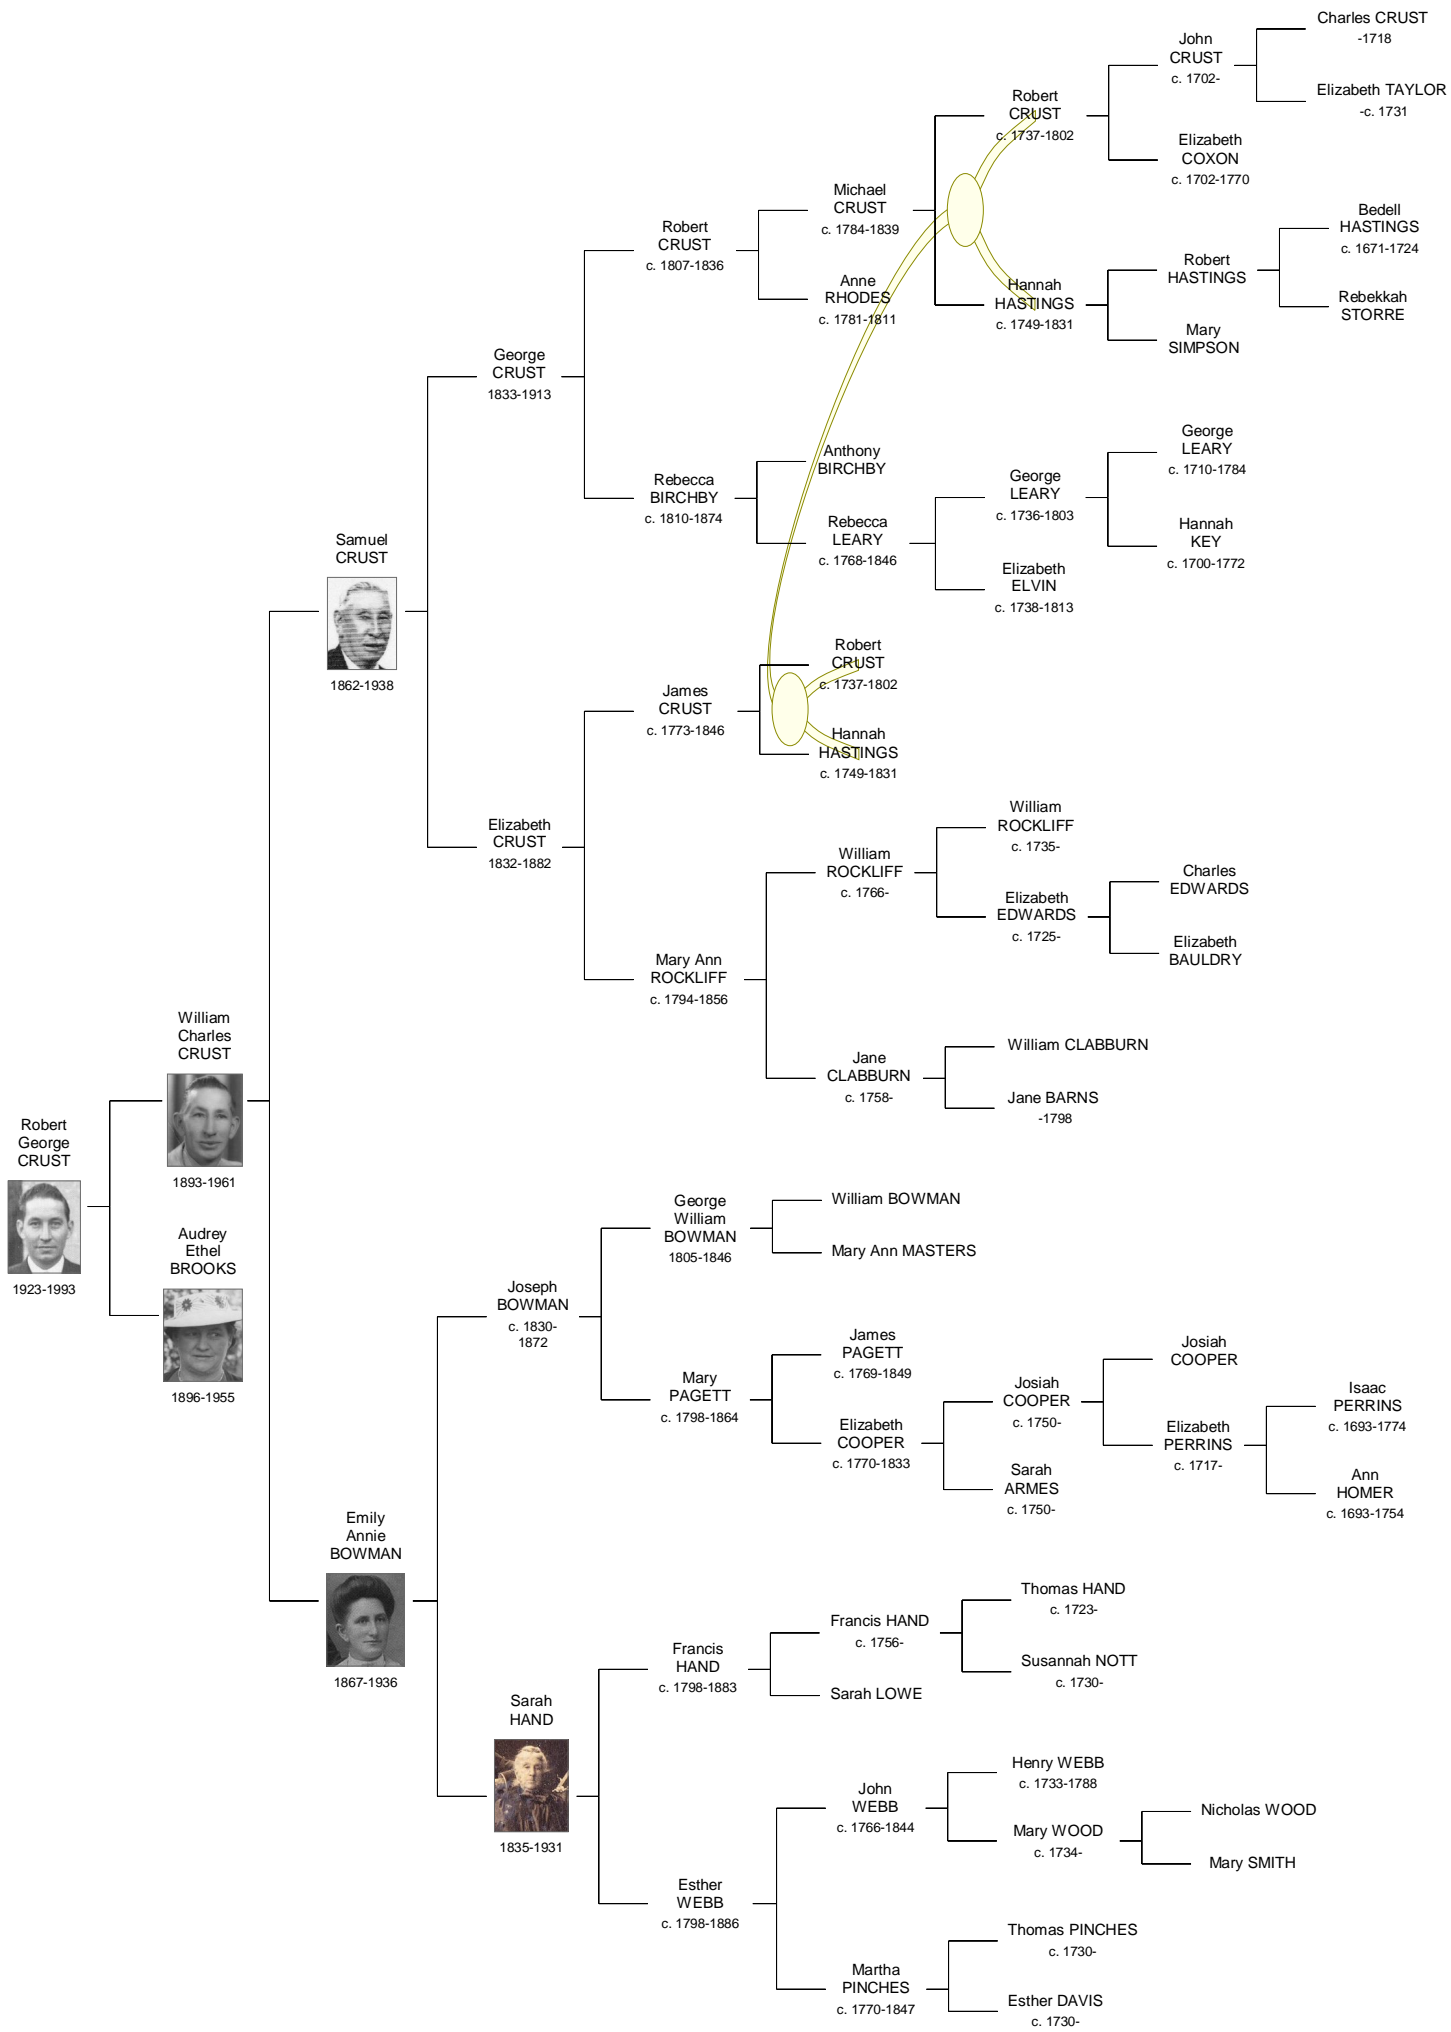 Charles CRUST
-1718
John
CRUST
c. 1702-
Elizabeth TAYLOR
-c. 1731
Robert
CRUST
c. 1737-1802
Elizabeth
COXON
c. 1702-1770
Michael
CRUST
c. 1784-1839
Bedell
HASTINGS
c. 1671-1724
Robert
CRUST
c. 1807-1836
Robert
HASTINGS
Anne
RHODES
c. 1781-1811
Hannah
HASTINGS
c. 1749-1831
Rebekkah
STORRE
Mary
SIMPSON
George
CRUST
1833-1913
George
LEARY
c. 1710-1784
Anthony
BIRCHBY
Rebecca
BIRCHBY
c. 1810-1874
George
LEARY
c. 1736-1803
Rebecca
LEARY
c. 1768-1846
Hannah
KEY
c. 1700-1772
Samuel
CRUST
1862-1938
Elizabeth
ELVIN
c. 1738-1813
Robert
CRUST
c. 1737-1802
James
CRUST
c. 1773-1846
Hannah
HASTINGS
c. 1749-1831
Elizabeth
CRUST
1832-1882
William
ROCKLIFF
c. 1735-
William
ROCKLIFF
c. 1766-
Charles
EDWARDS
Elizabeth
EDWARDS
c. 1725-
Elizabeth
BAULDRY
Mary Ann
ROCKLIFF
c. 1794-1856
William
Charles
CRUST
1893-1961
William CLABBURN
Jane
CLABBURN
c. 1758-
Jane BARNS
-1798
Robert
George
CRUST
1923-1993
Audrey
Ethel
BROOKS
1896-1955
George
William
BOWMAN
1805-1846
William BOWMAN
Mary Ann MASTERS
Joseph
BOWMAN
c. 1830-
1872
James
PAGETT
c. 1769-1849
Josiah
COOPER
Mary
PAGETT
c. 1798-1864
Josiah
COOPER
c. 1750-
Isaac
PERRINS
c. 1693-1774
Elizabeth
COOPER
c. 1770-1833
Elizabeth
PERRINS
c. 1717-
Sarah
ARMES
c. 1750-
Ann
HOMER
c. 1693-1754
Emily
Annie
BOWMAN
1867-1936
Thomas HAND
c. 1723-
Francis HAND
c. 1756-
Francis
HAND
c. 1798-1883
Susannah NOTT
c. 1730-
Sarah LOWE
Sarah
HAND
1835-1931
Henry WEBB
c. 1733-1788
John
WEBB
c. 1766-1844
Nicholas WOOD
Mary WOOD
c. 1734-
Mary SMITH
Esther
WEBB
c. 1798-1886
Thomas PINCHES
c. 1730-
Martha
PINCHES
c. 1770-1847
Esther DAVIS
c. 1730-